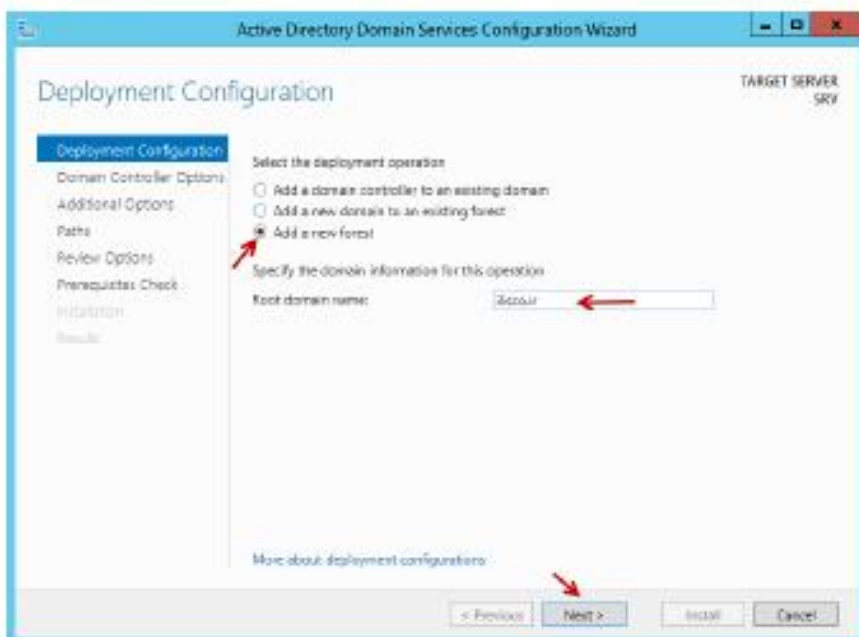 Active Directory Domain Services Configuration Wizard
Deployment Configuration
TARGET SERVER
SRV
Deployment Configuration
Domain Controller Options
Additional Options
Paths
Review Options
Prerequisites Check
Installation
Results
Select the deployment operation
Add a domain controller to an existing domain
Add a new domain to an existing forest
Add a new forest
Specify the domain information for this operation
Root domain name:
More about deployment configurations
< Previous
Next >
Install
Cancel